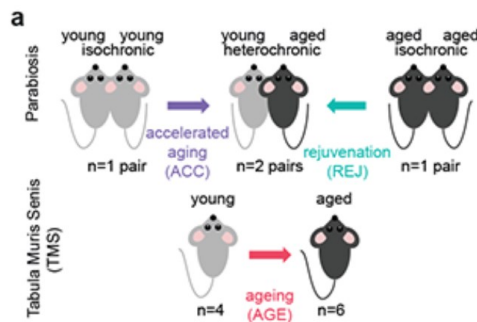 a
young young young aged aged aged
isochronic heterochronic isochronic
Parabiosis
accelerated
aging
(ACC)
rejuvenation
(REJ)
n=1 pair n=2 pairs n=1 pair
Tabula Muris Senis
(TMS)
young aged
n=4 ageing n=6
(AGE)